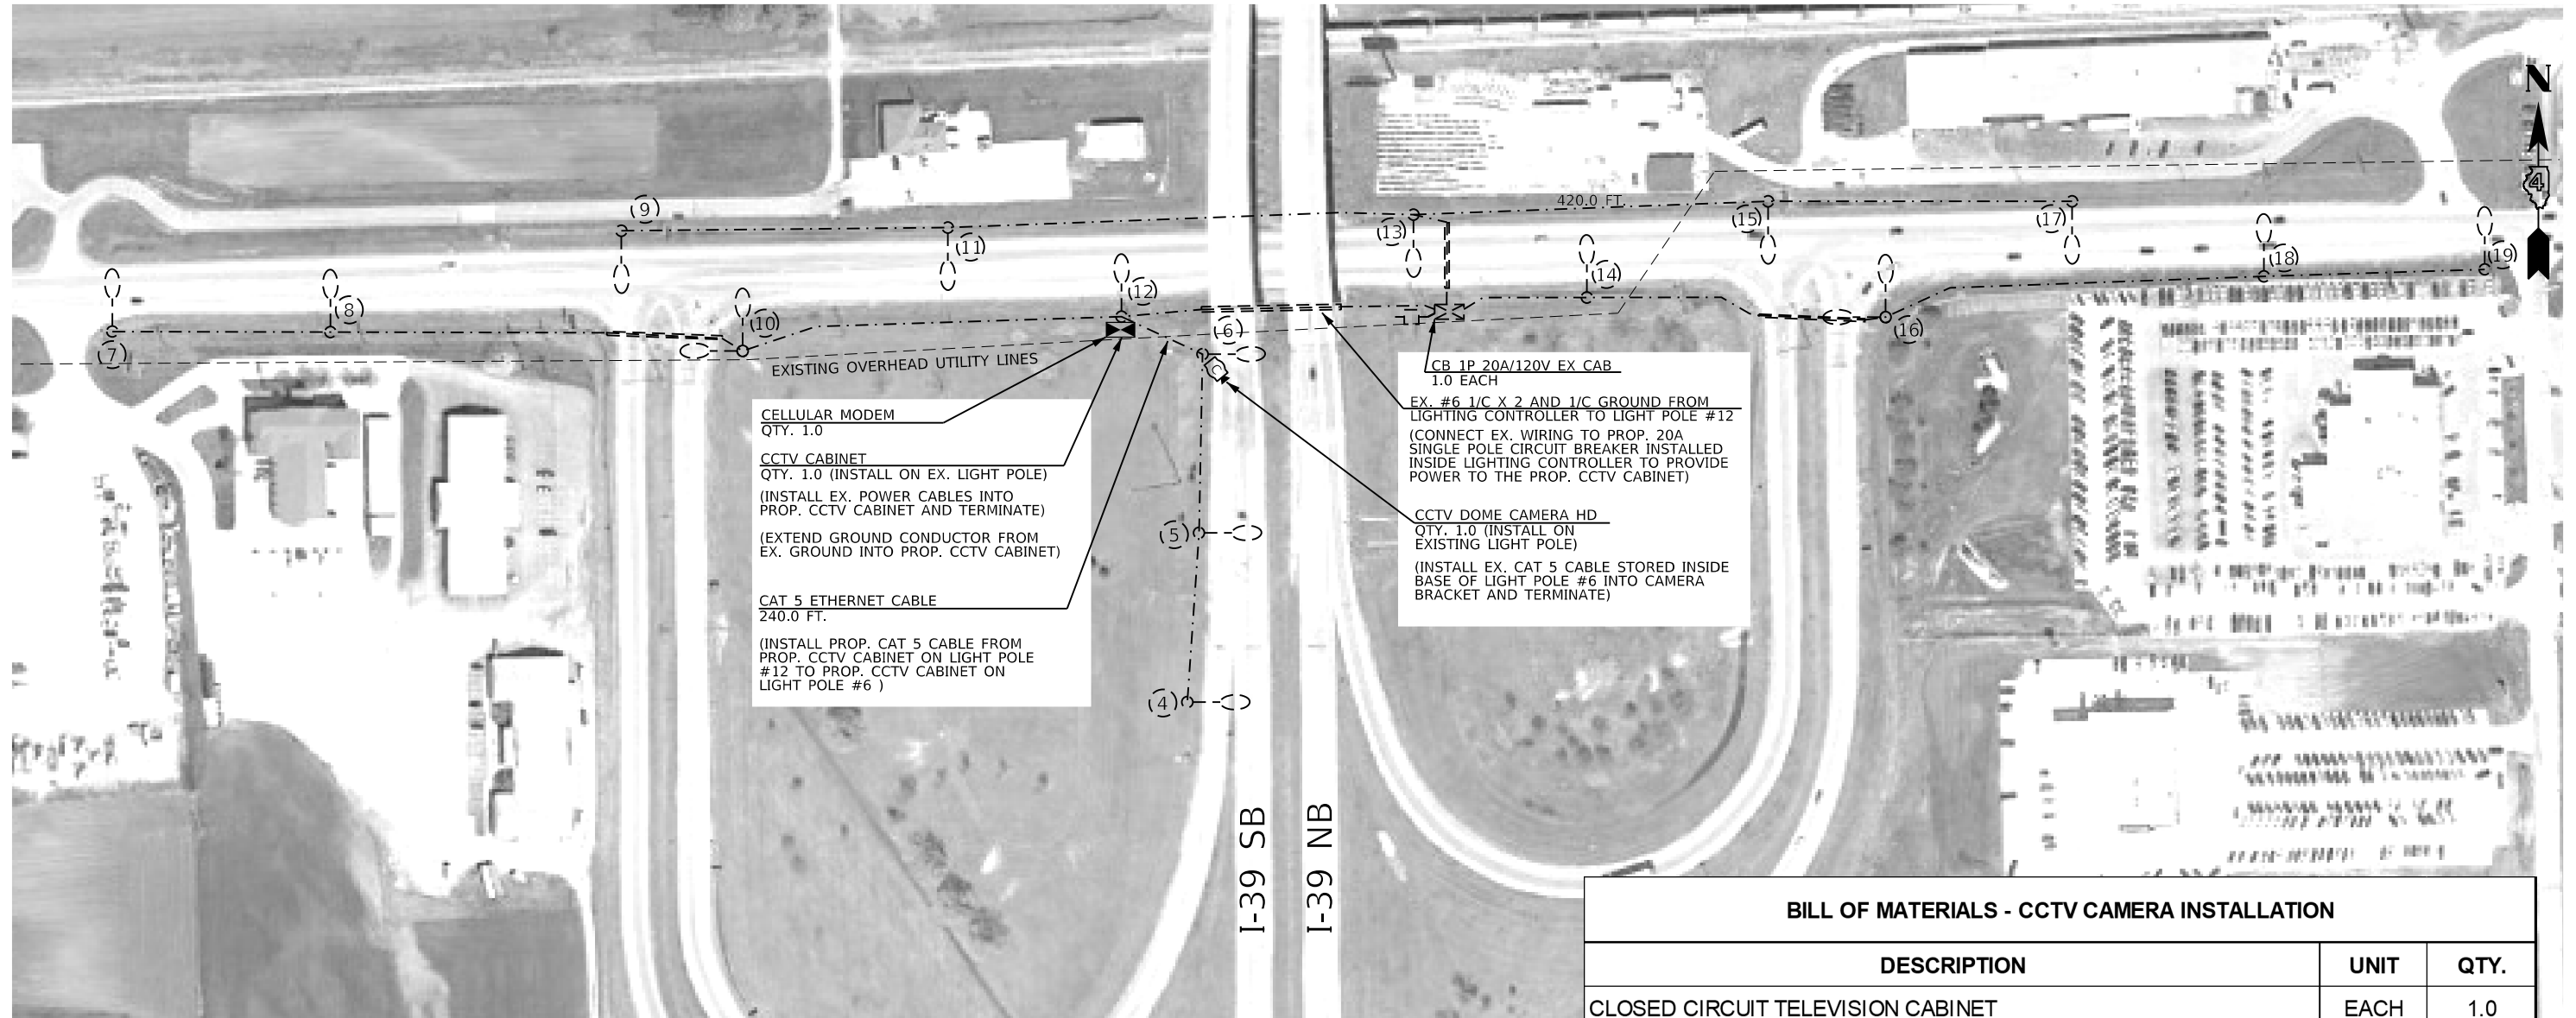 N
4
420.0 FT.
9
11
13
15
17
8
12
14
18
19
7
10
6
16
EXISTING OVERHEAD UTILITY LINES
CELLULAR MODEM
QTY. 1.0
CCTV CABINET
QTY. 1.0 (INSTALL ON EX. LIGHT POLE)
(INSTALL EX. POWER CABLES INTO
PROP. CCTV CABINET AND TERMINATE)
(EXTEND GROUND CONDUCTOR FROM
EX. GROUND INTO PROP. CCTV CABINET)
CAT 5 ETHERNET CABLE
240.0 FT.
(INSTALL PROP. CAT 5 CABLE FROM
PROP. CCTV CABINET ON LIGHT POLE
#12 TO PROP. CCTV CABINET ON
LIGHT POLE #6 )
C
5
4
CB 1P 20A/120V EX CAB
1.0 EACH
EX. #6 1/C X 2 AND 1/C GROUND FROM
LIGHTING CONTROLLER TO LIGHT POLE #12
(CONNECT EX. WIRING TO PROP. 20A
SINGLE POLE CIRCUIT BREAKER INSTALLED
INSIDE LIGHTING CONTROLLER TO PROVIDE
POWER TO THE PROP. CCTV CABINET)
CCTV DOME CAMERA HD
QTY. 1.0 (INSTALL ON
EXISTING LIGHT POLE)
(INSTALL EX. CAT 5 CABLE STORED INSIDE
BASE OF LIGHT POLE #6 INTO CAMERA
BRACKET AND TERMINATE)
I-39 SB
I-39 NB
BILL OF MATERIALS - CCTV CAMERA INSTALLATION
DESCRIPTION UNIT QTY.
CLOSED CIRCUIT TELEVISION CABINET EACH 1.0